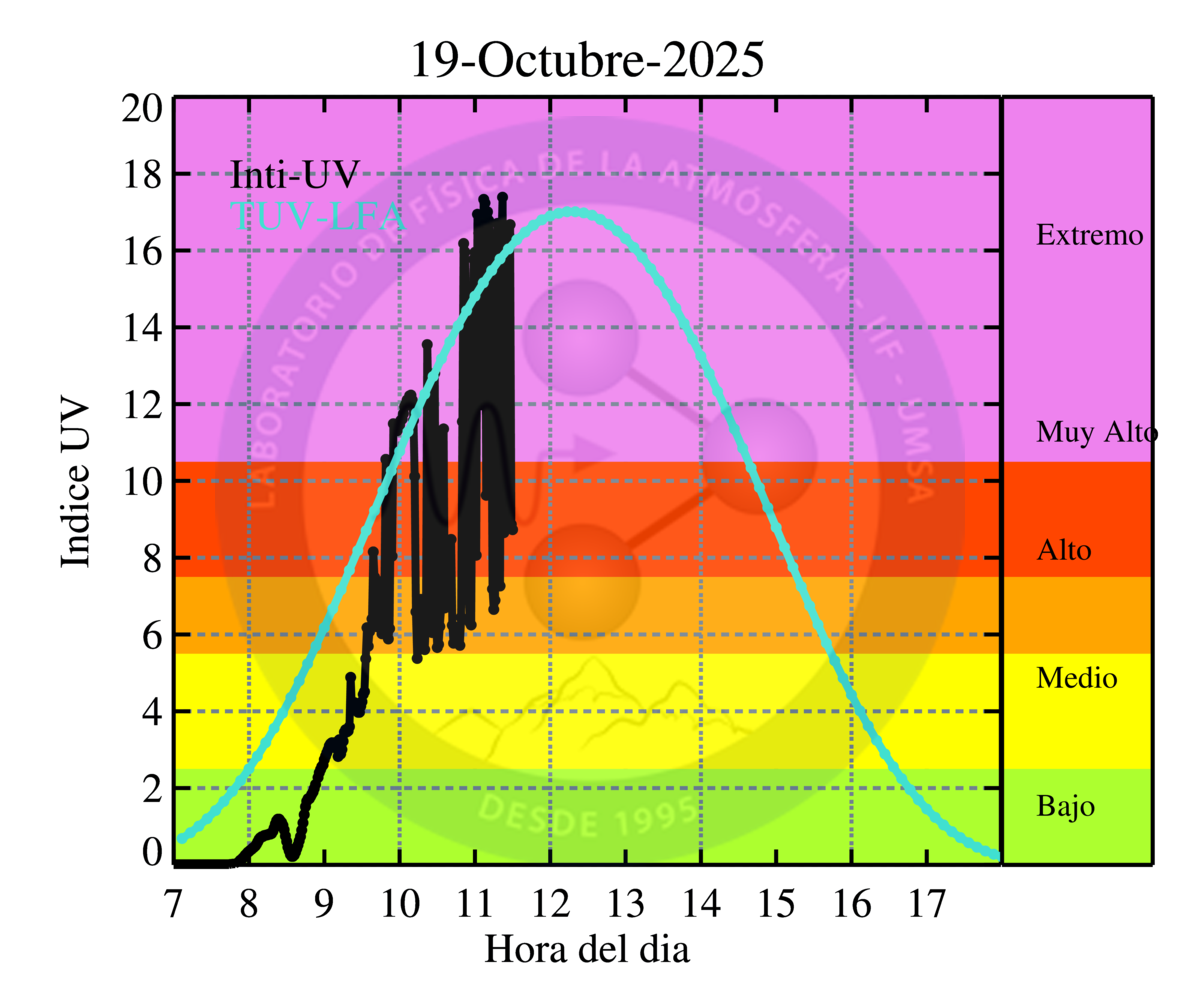 19-Octubre-2025
20
18
16
14
12
10
8
6
4
2
0
Indice UV
Inti-UV
TUV-LFA
LABORATORIO DE FÍSICA DE LA ATMÓSFERA - IIF - UMSA
DESDE 1995
Extremo
Muy Alto
Alto
Medio
Bajo
7 8 9 10 11 12 13 14 15 16 17
Hora del dia